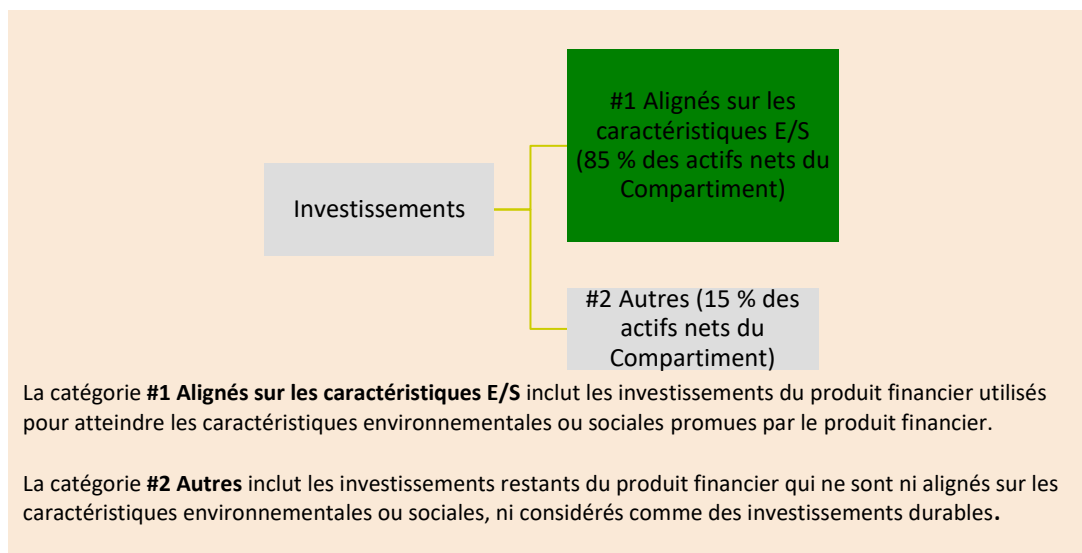 #1 Alignés sur les
caractéristiques E/S
(85 % des actifs nets du
Compartiment)
Investissements
#2 Autres (15 % des
actifs nets du
Compartiment)
La catégorie #1 Alignés sur les caractéristiques E/S inclut les investissements du produit financier utilisés
pour atteindre les caractéristiques environnementales ou sociales promues par le produit financier.
La catégorie #2 Autres inclut les investissements restants du produit financier qui ne sont ni alignés sur les
caractéristiques environnementales ou sociales, ni considérés comme des investissements durables.